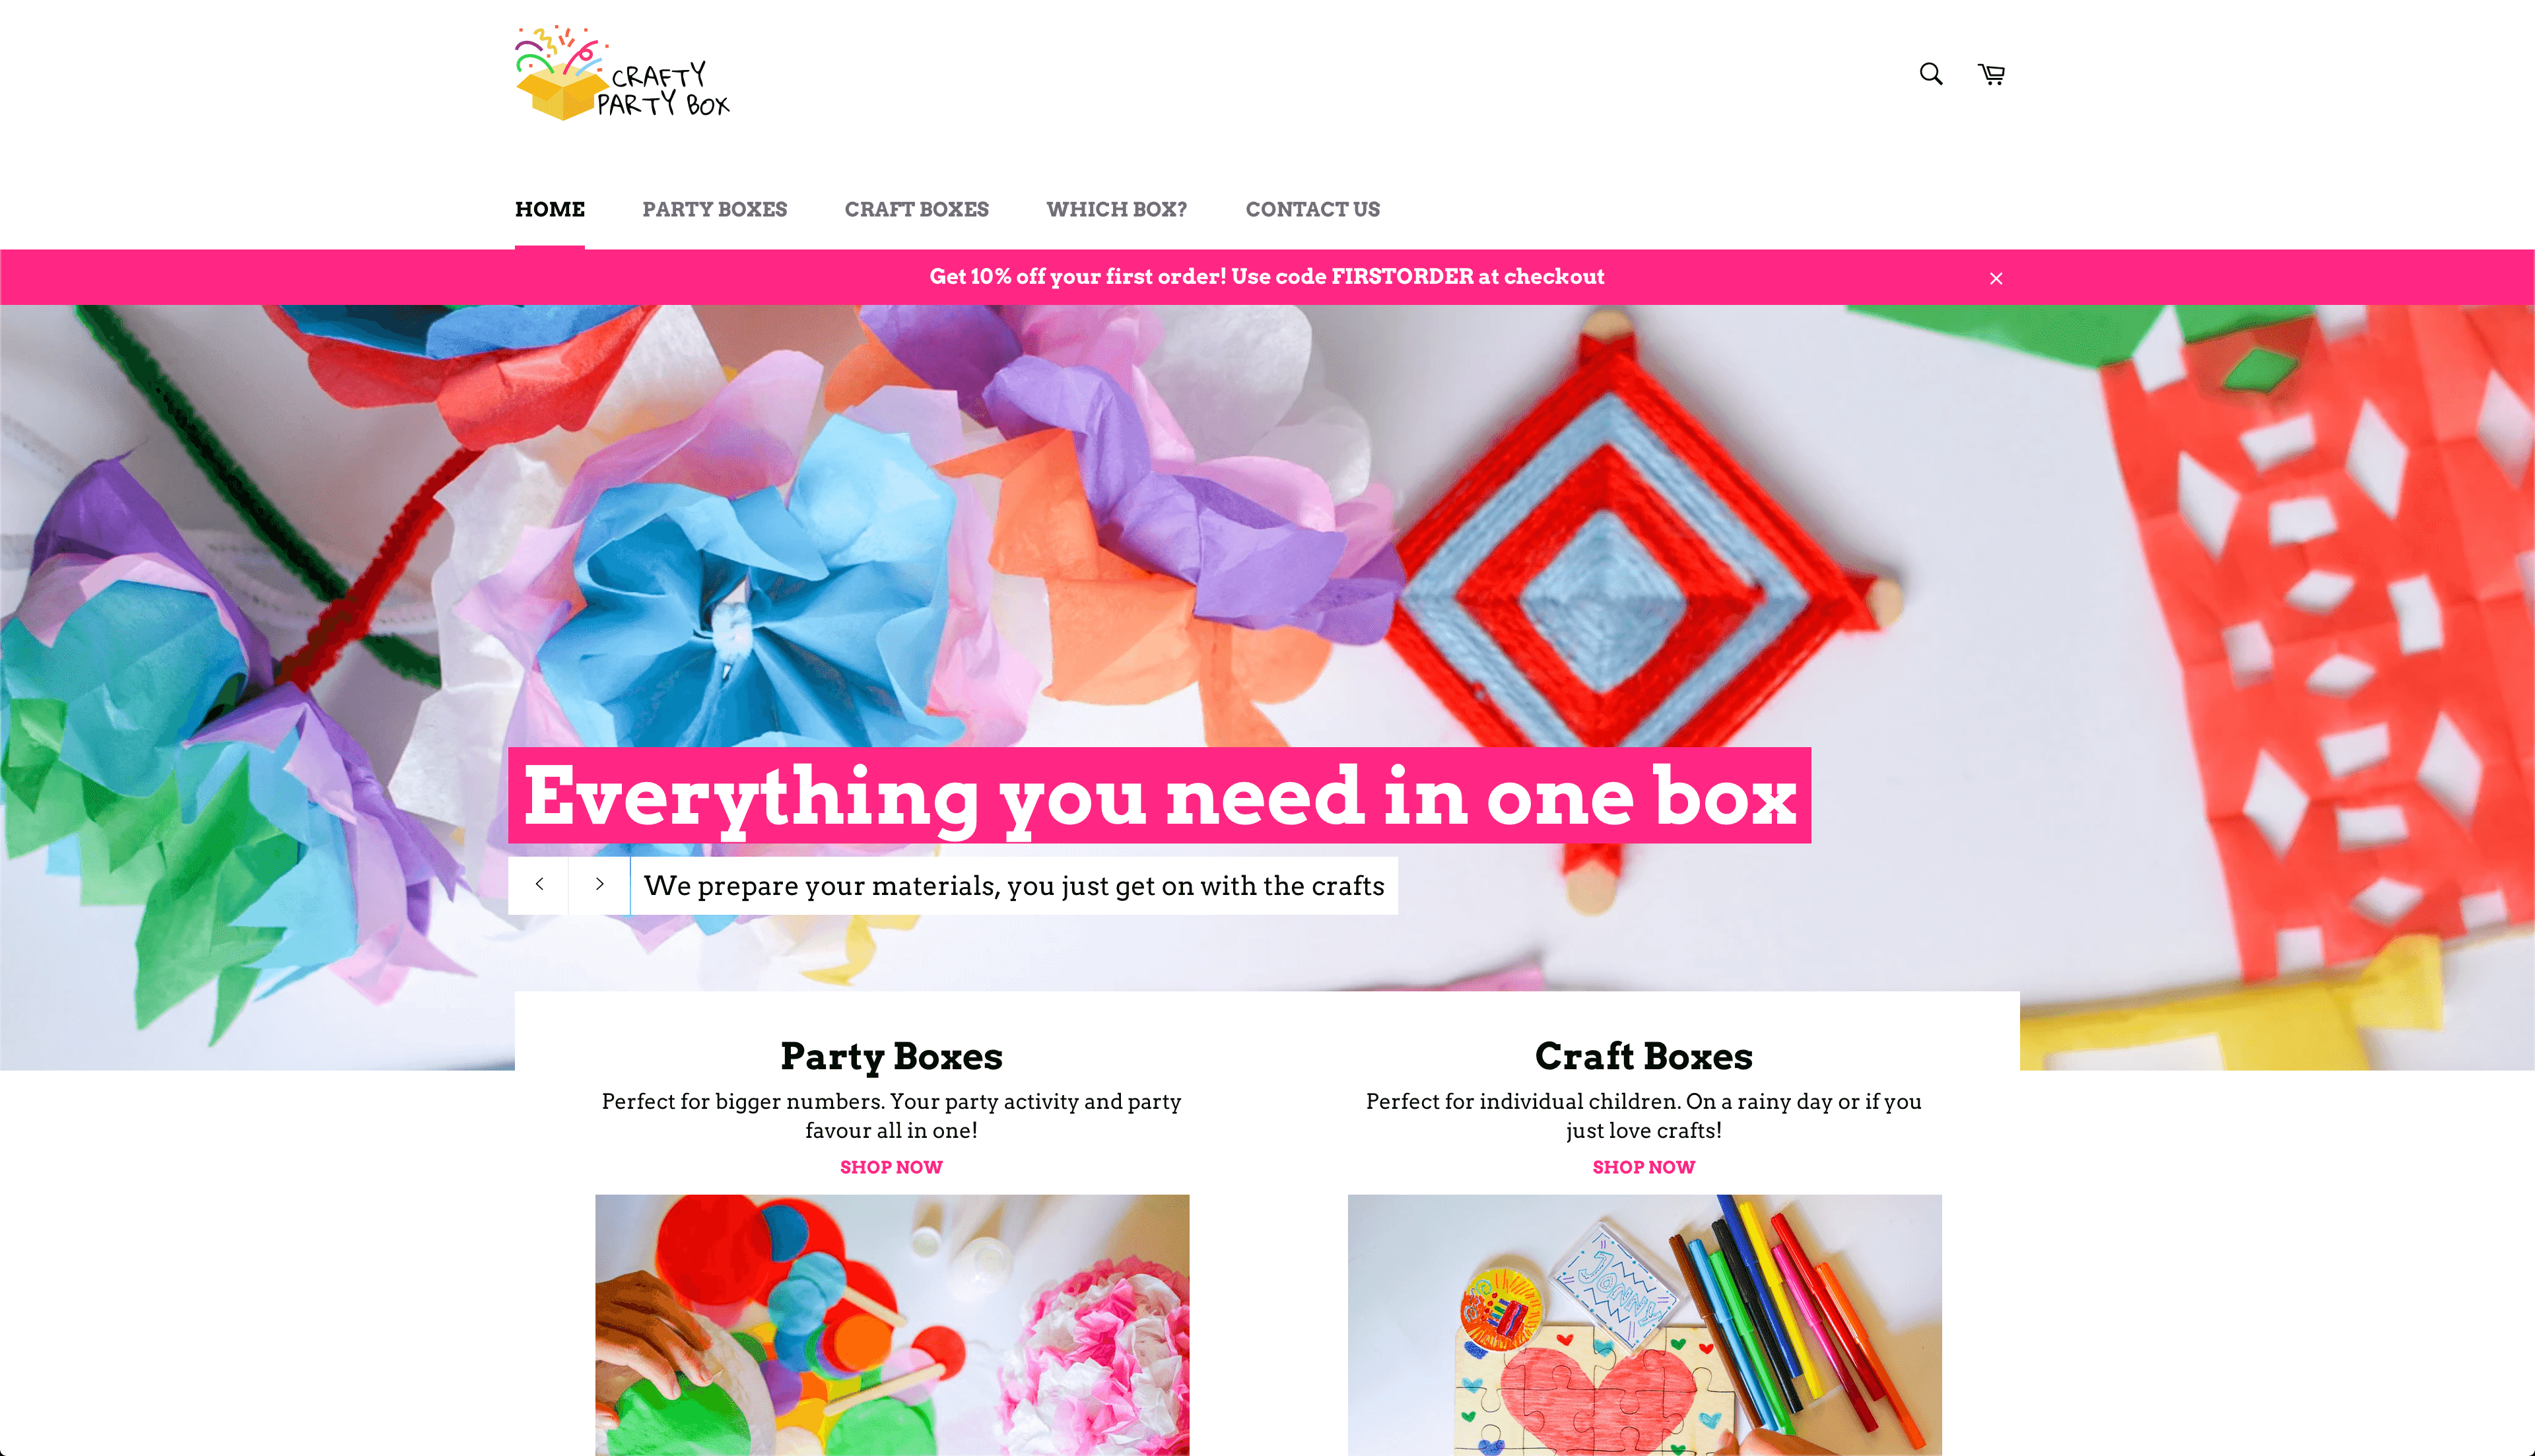 CRAFTY
PARTY BOX
HOME PARTY BOXES CRAFT BOXES WHICH BOX? CONTACT US
Get 10% off your first order! Use code FIRSTORDER at checkout
Everything you need in one box
We prepare your materials, you just get on with the crafts
Party Boxes
Perfect for bigger numbers. Your party activity and party
favour all in one!
SHOP NOW
Craft Boxes
Perfect for individual children. On a rainy day or if you
just love crafts!
SHOP NOW
JONNY